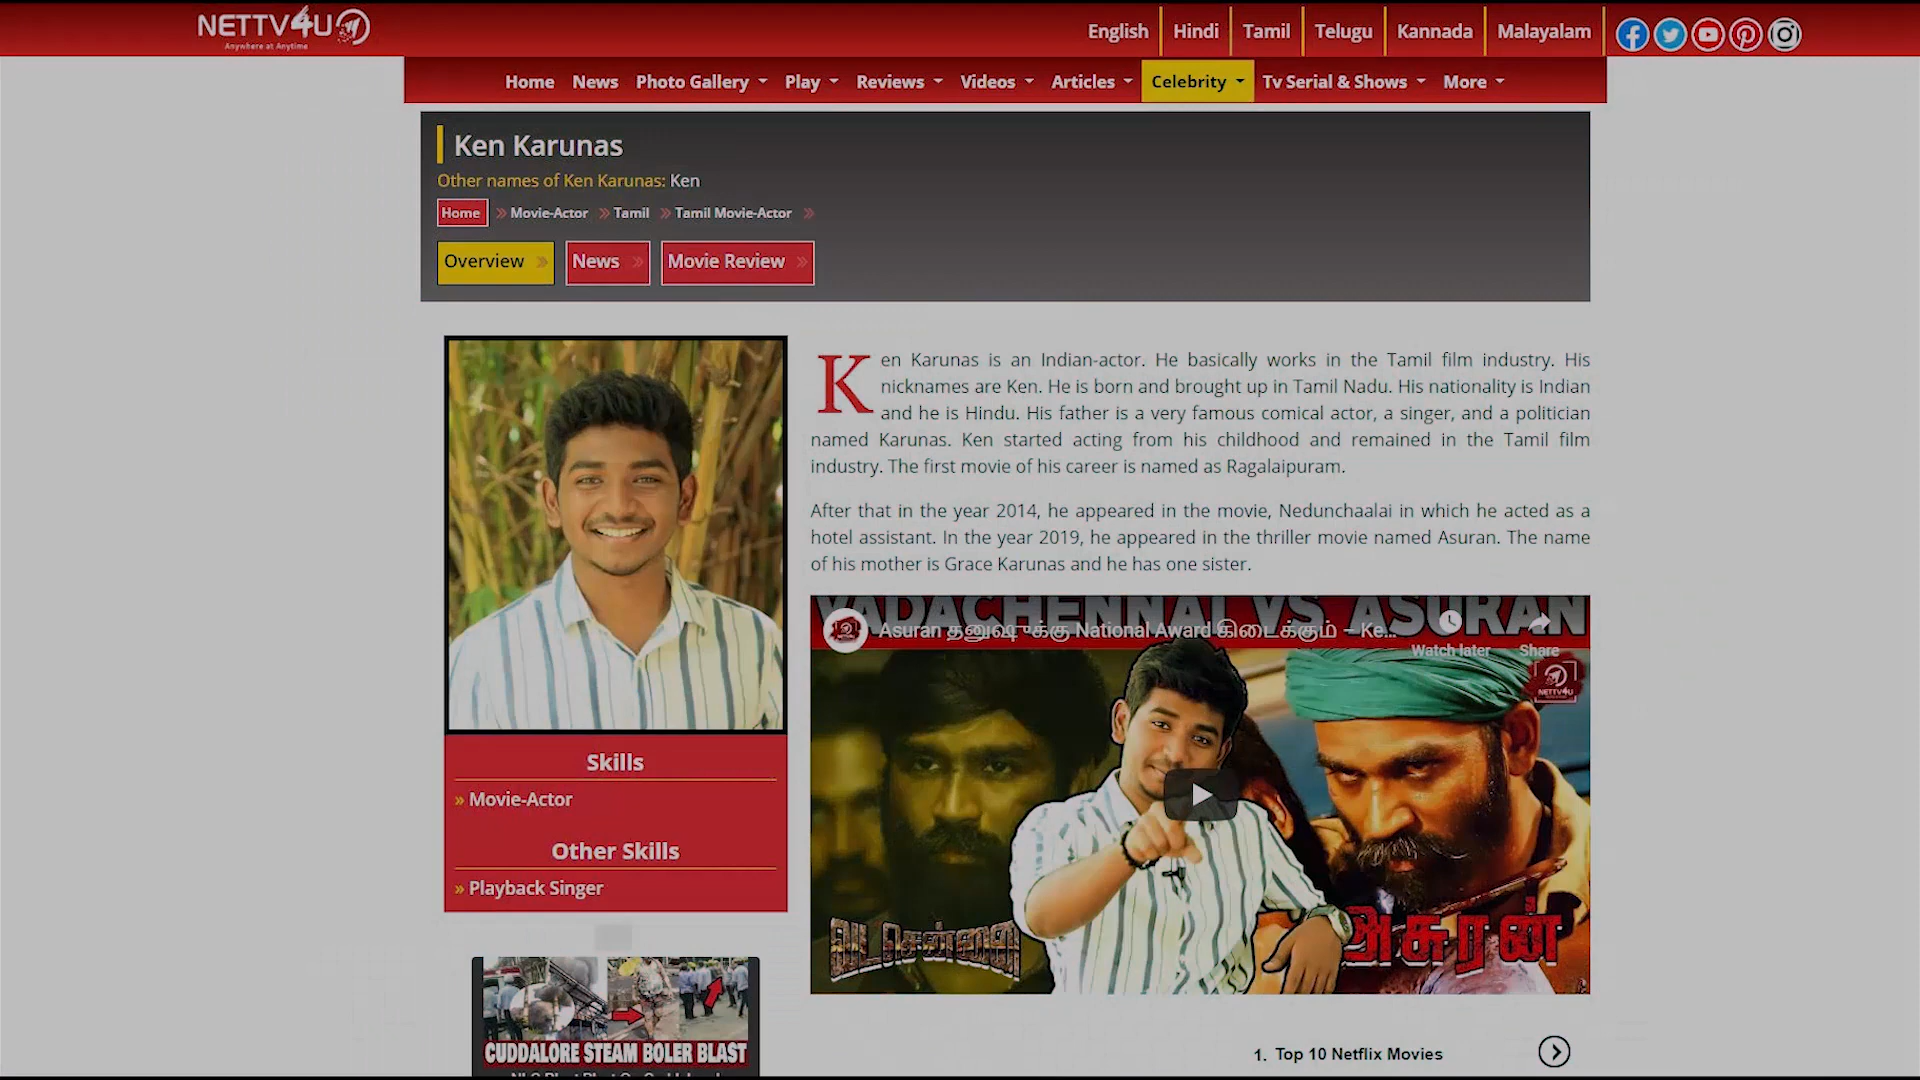 NETTV4U
Anywhere at Anytime
English Hindi Tamil Telugu Kannada Malayalam
Home News Photo Gallery Play Reviews Videos Articles Celebrity Tv Serial & Shows More
Ken Karunas
Other names of Ken Karunas: Ken
Home » Movie-Actor » Tamil » Tamil Movie-Actor »
Overview » News » Movie Review »
Ken Karunas is an Indian-actor. He basically works in the Tamil film industry. His
nicknames are Ken. He is born and brought up in Tamil Nadu. His nationality is Indian
and he is Hindu. His father is a very famous comical actor, a singer, and a politician
named Karunas. Ken started acting from his childhood and remained in the Tamil film
industry. The first movie of his career is named as Ragalaipuram.
After that in the year 2014, he appeared in the movie, Nedunchaalai in which he acted as a
hotel assistant. In the year 2019, he appeared in the thriller movie named Asuran. The name
of his mother is Grace Karunas and he has one sister.
VADACHENNAI VS ASURAN
Asuran தனுஷுக்கு National Award கிடைக்கும் – Ke...
Watch later Share
NETTV4U
வடசென்னை
அசுரன்
Skills
» Movie-Actor
Other Skills
» Playback Singer
CUDDALORE STEAM BOLER BLAST
1. Top 10 Netflix Movies